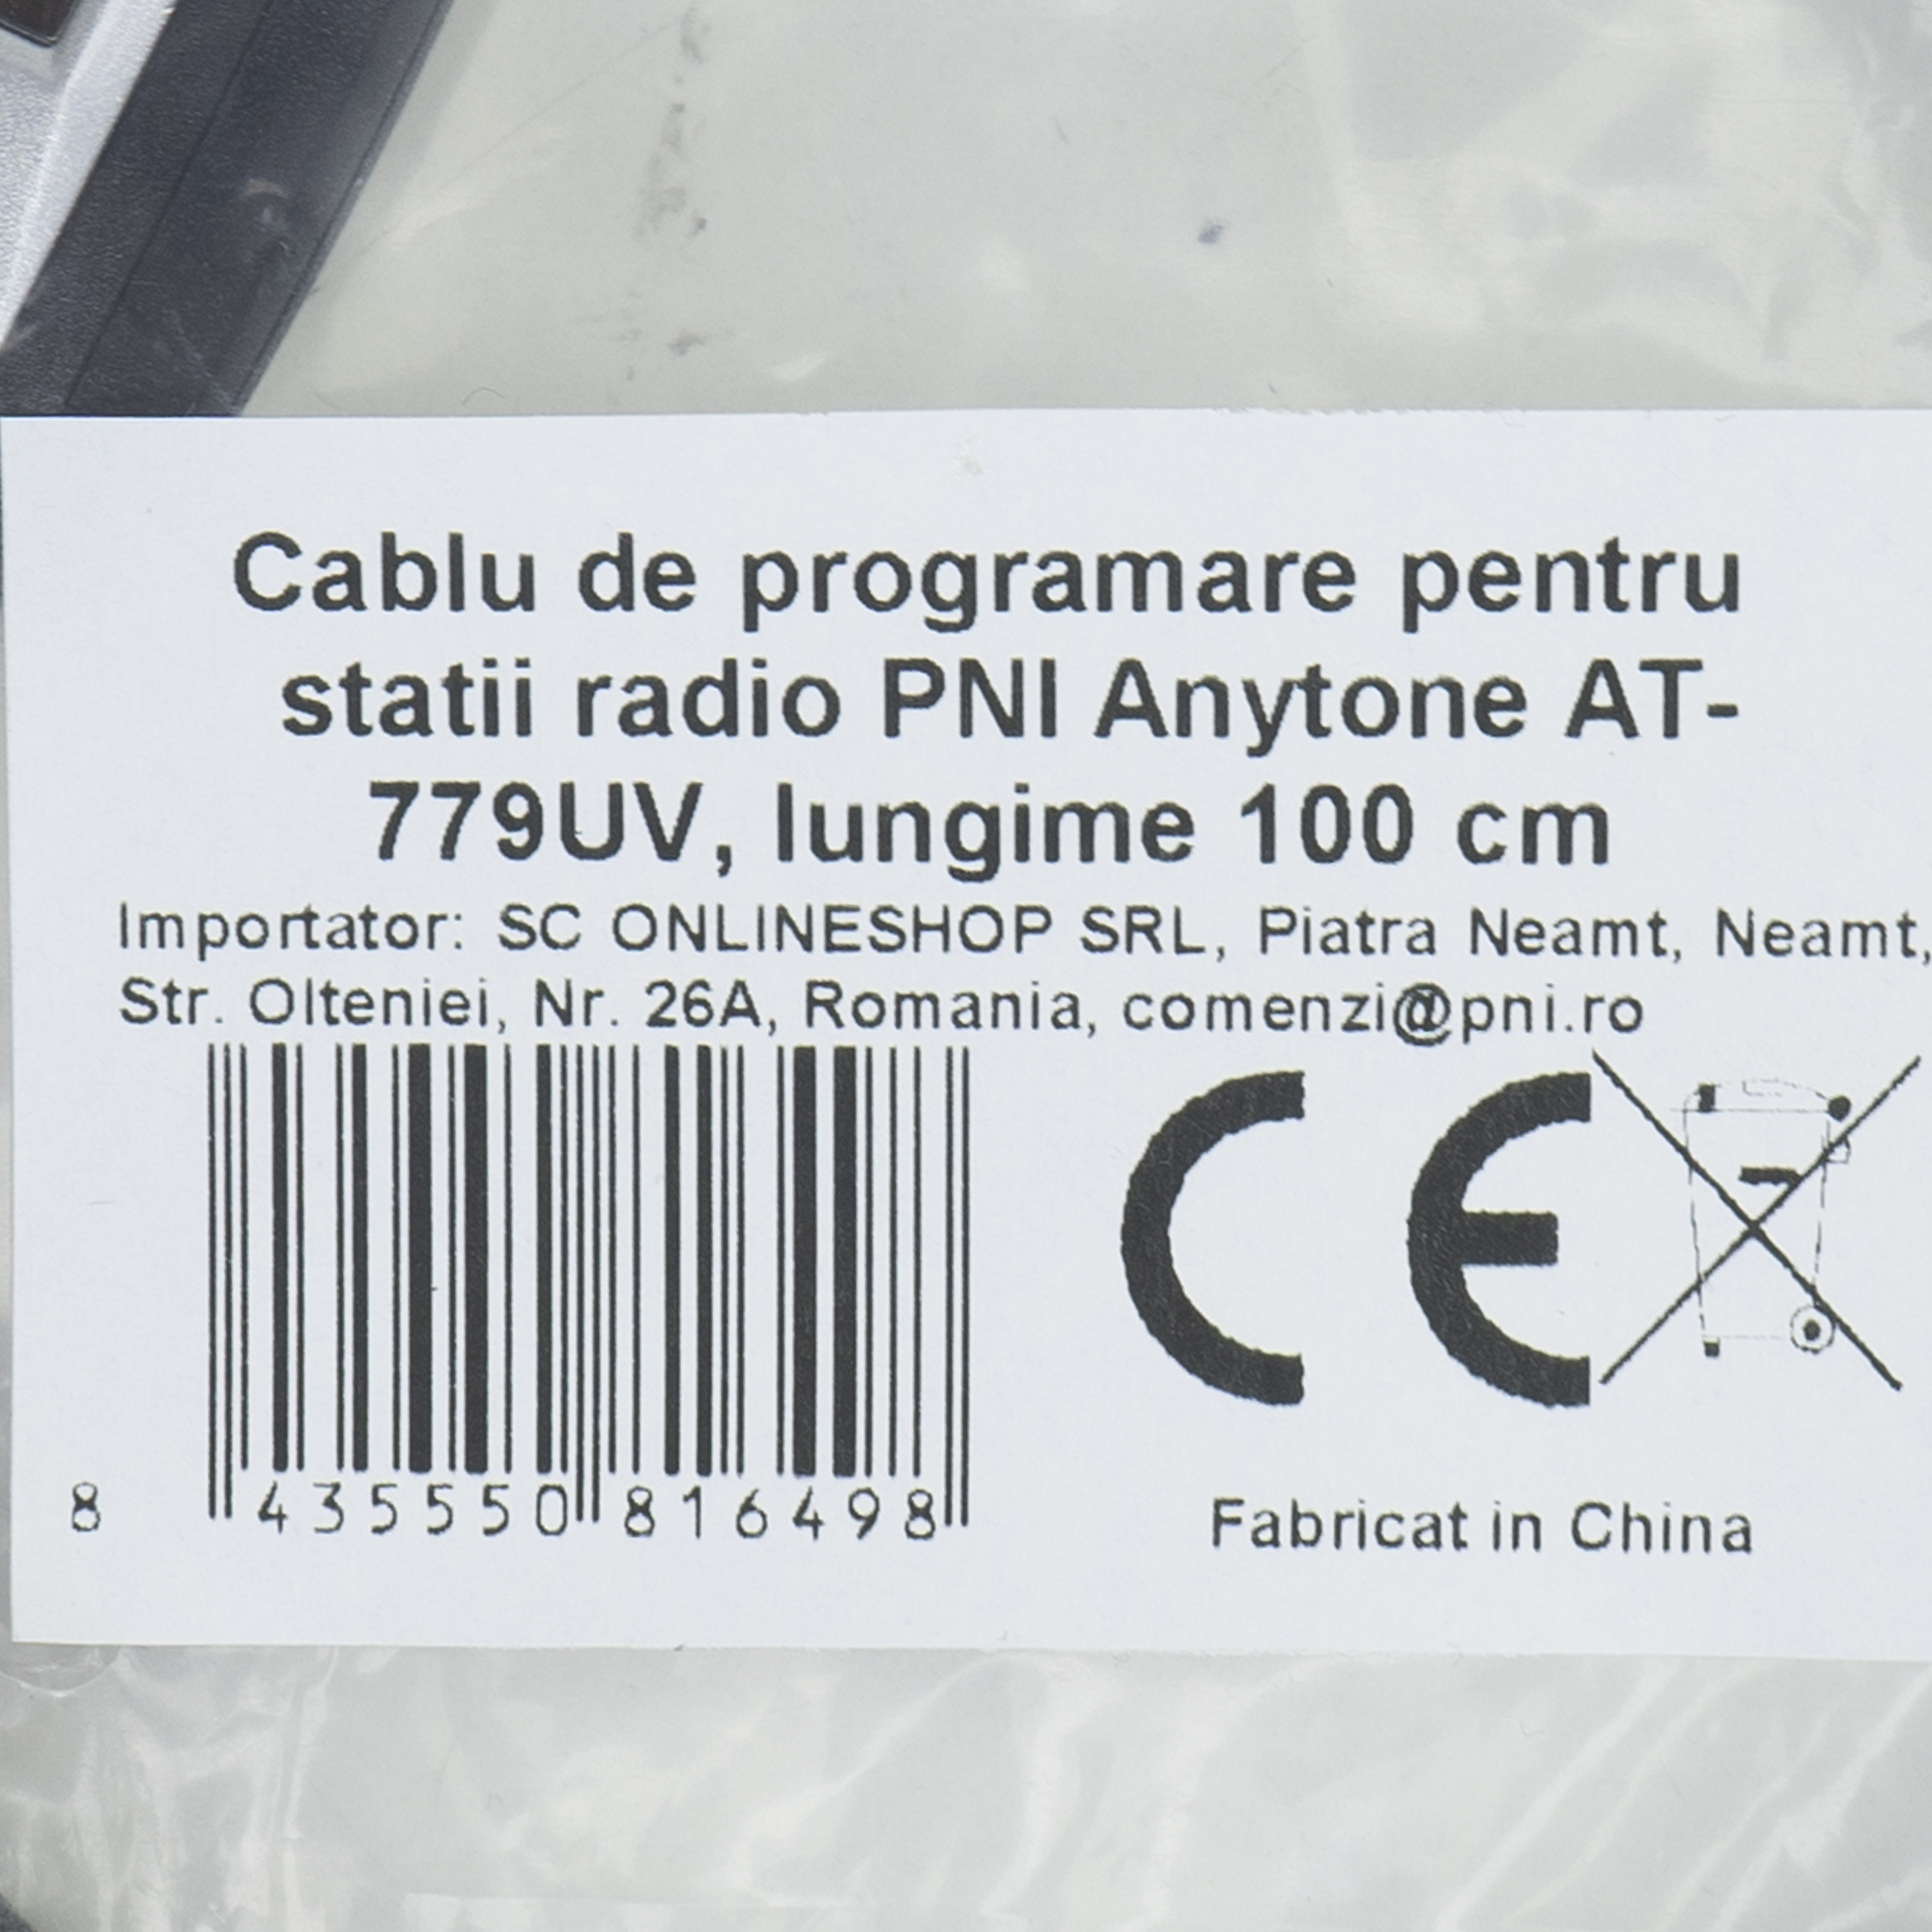 Cablu de programare pentru
statii radio PNI Anytone AT-
779UV, lungime 100 cm
Importator: SC ONLINESHOP SRL, Piatra Neamt, Neamt,
Str. Olteniei, Nr. 26A, Romania, comenzi@pni.ro
CE
8 435550 816498
Fabricat in China